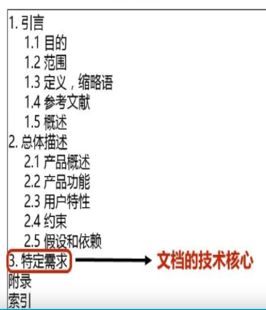 1. 引言
1.1 目的
1.2 范围
1.3 定义，缩略语
1.4 参考文献
1.5 概述
2. 总体描述
2.1 产品概述
2.2 产品功能
2.3 用户特性
2.4 约束
2.5 假设和依赖
3. 特定需求 文档的技术核心
附录
索引